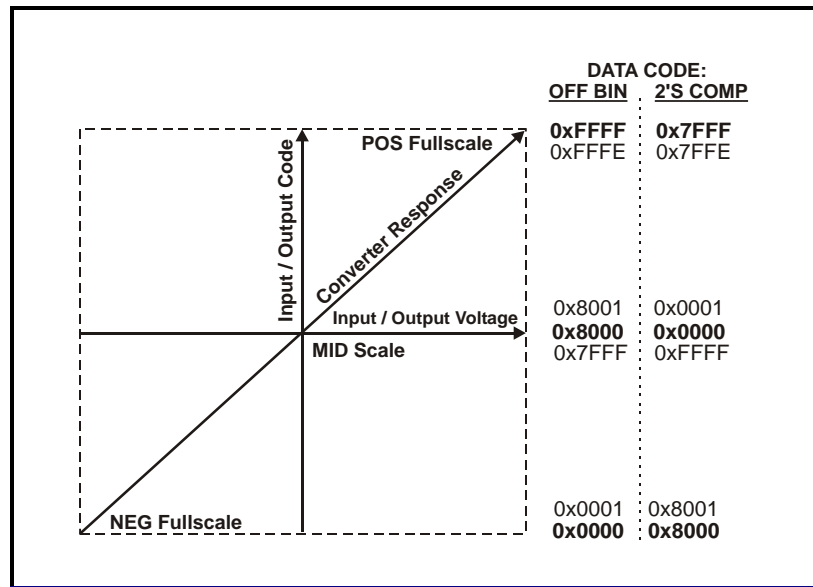 DATA CODE:
OFF BIN 2'S COMP
0xFFFF 0x7FFF
0xFFFE 0x7FFE
POS Fullscale
Input / Output Code
Converter Response
Input / Output Voltage
0x8001 0x0001
0x8000 0x0000
0x7FFF 0xFFFF
MID Scale
0x0001 0x8001
0x0000 0x8000
NEG Fullscale